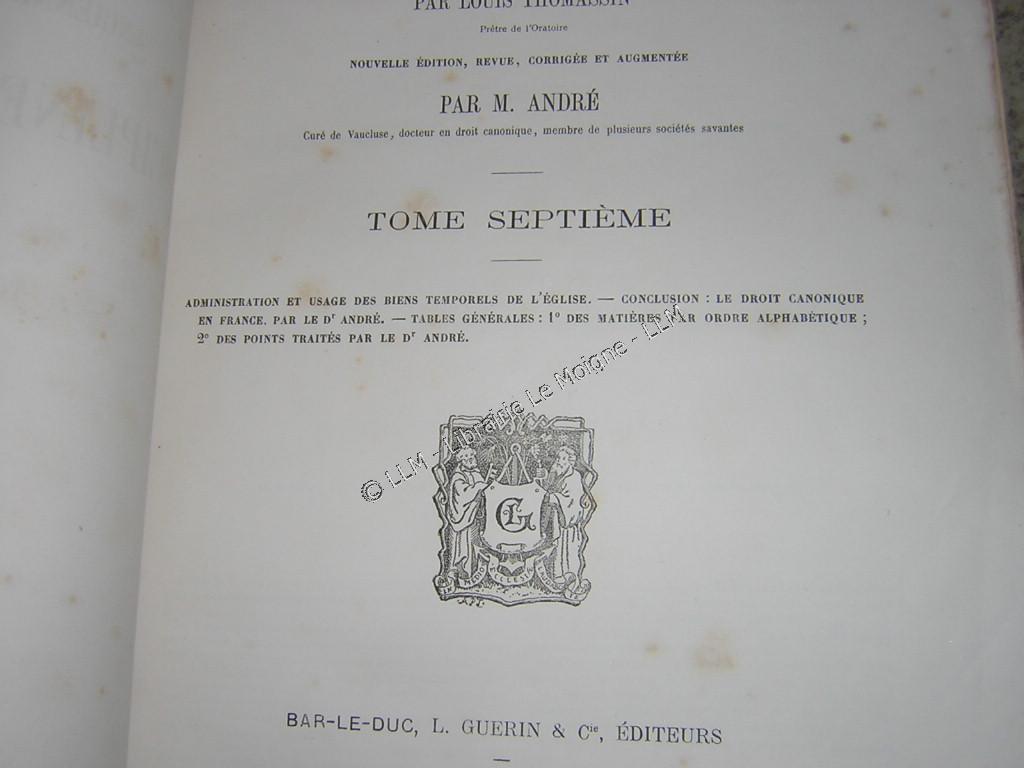 PAR LOUIS THOMASSIN
Prêtre de l'Oratoire
NOUVELLE ÉDITION, REVUE, CORRIGÉE ET AUGMENTÉE
PAR M. ANDRÉ
Curé de Vaucluse, docteur en droit canonique, membre de plusieurs sociétés savantes
TOME SEPTIÈME
ADMINISTRATION ET USAGE DES BIENS TEMPORELS DE L'ÉGLISE. — CONCLUSION : LE DROIT CANONIQUE
EN FRANCE. PAR LE Dr ANDRÉ. — TABLES GÉNÉRALES : 1° DES MATIÈRES PAR ORDRE ALPHABÉTIQUE ;
2° DES POINTS TRAITÉS PAR LE Dr ANDRÉ.
© LLM - Librairie Le Moigne - LLM
GL
ECCLESIA
BAR-LE-DUC, L. GUERIN & Cie, ÉDITEURS